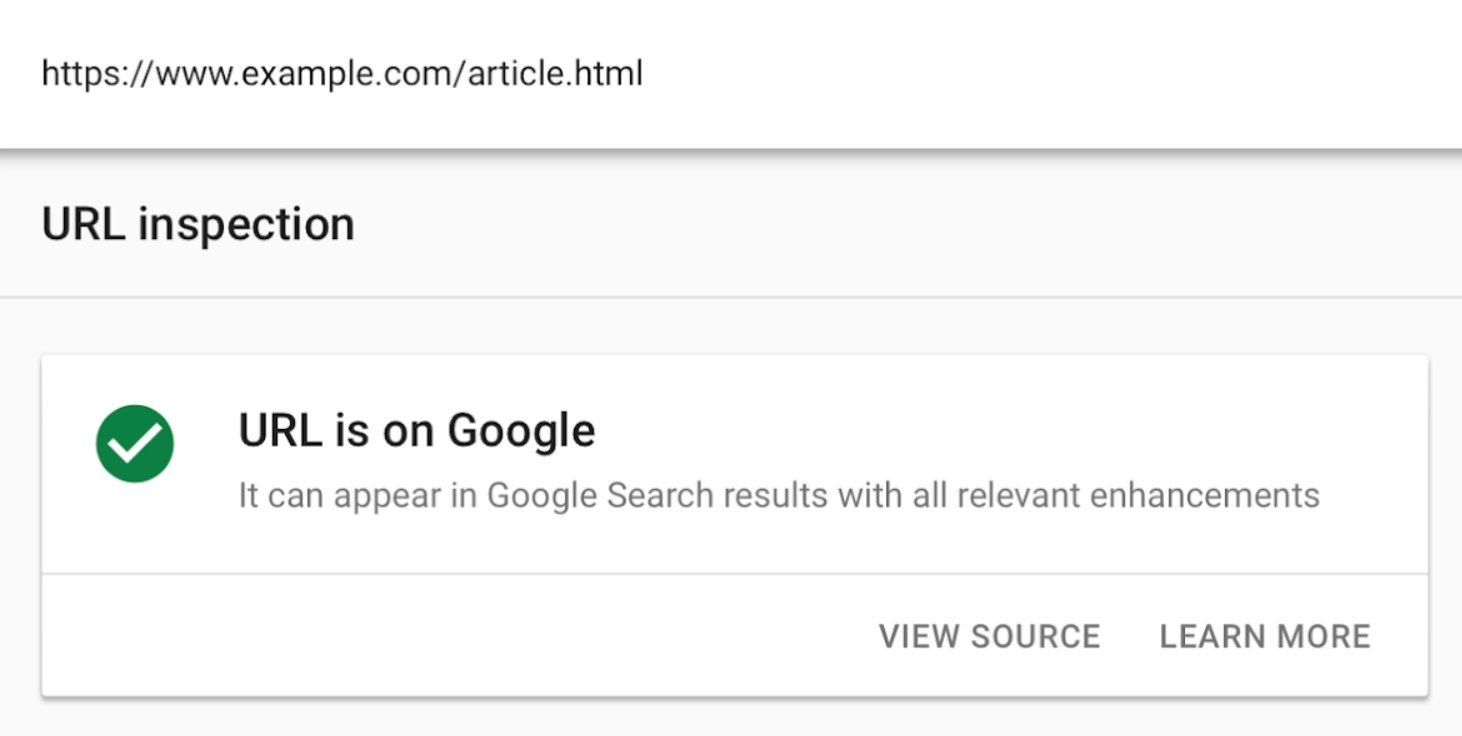 https://www.example.com/article.html
URL inspection
URL is on Google
It can appear in Google Search results with all relevant enhancements
VIEW SOURCE LEARN MORE